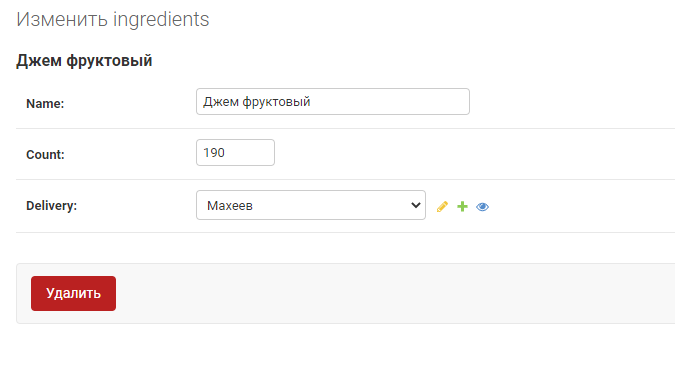 Изменить ingredients
Джем фруктовый
Name: Джем фруктовый
Count: 190
Delivery: Махеев
Удалить